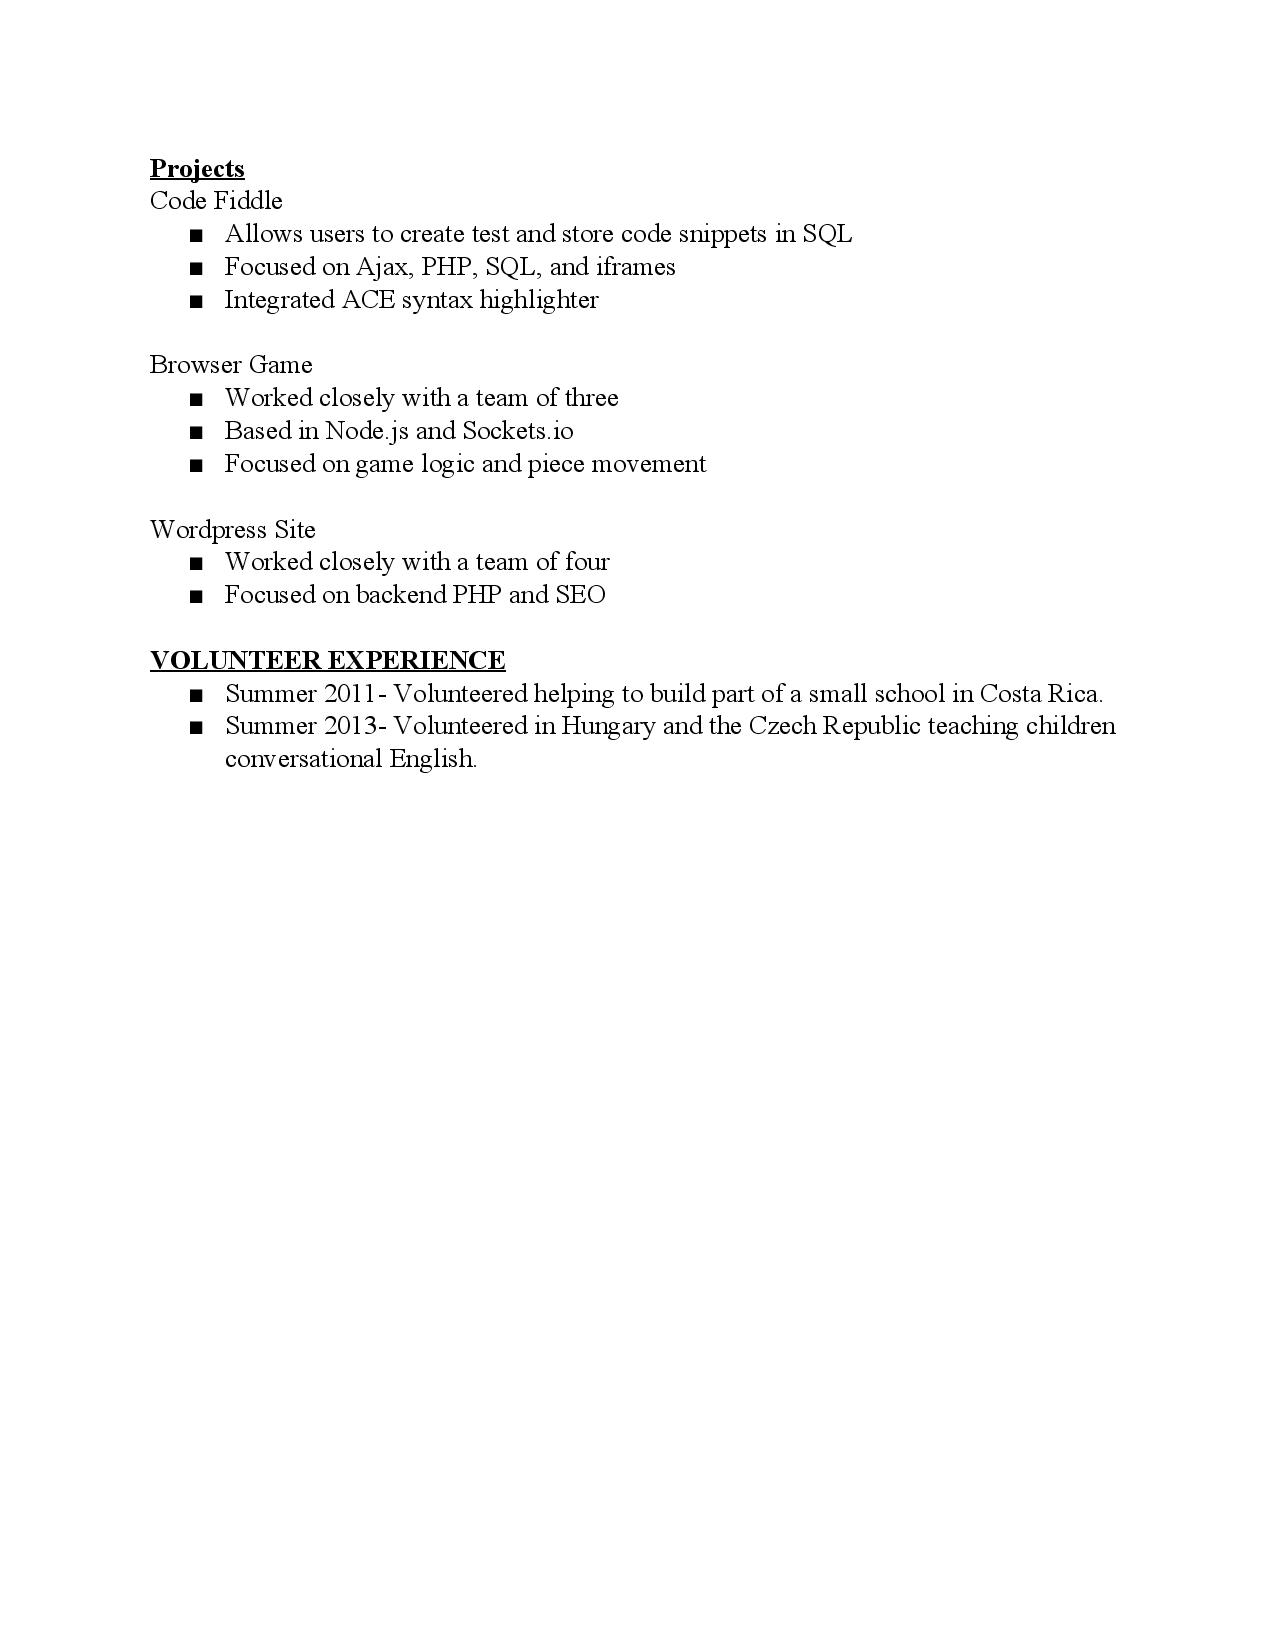 Projects
Code Fiddle
■ Allows users to create test and store code snippets in SQL
■ Focused on Ajax, PHP, SQL, and iframes
■ Integrated ACE syntax highlighter
Browser Game
■ Worked closely with a team of three
■ Based in Node.js and Sockets.io
■ Focused on game logic and piece movement
Wordpress Site
■ Worked closely with a team of four
■ Focused on backend PHP and SEO
VOLUNTEER EXPERIENCE
■ Summer 2011- Volunteered helping to build part of a small school in Costa Rica.
■ Summer 2013- Volunteered in Hungary and the Czech Republic teaching children
conversational English.